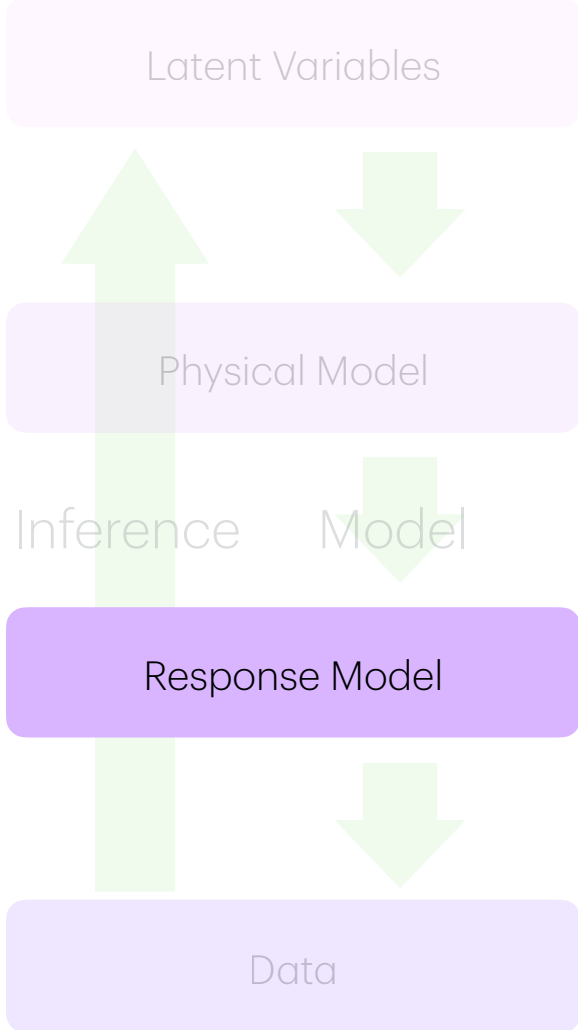 Latent Variables
Physical Model
Inference Model
Response Model
Data